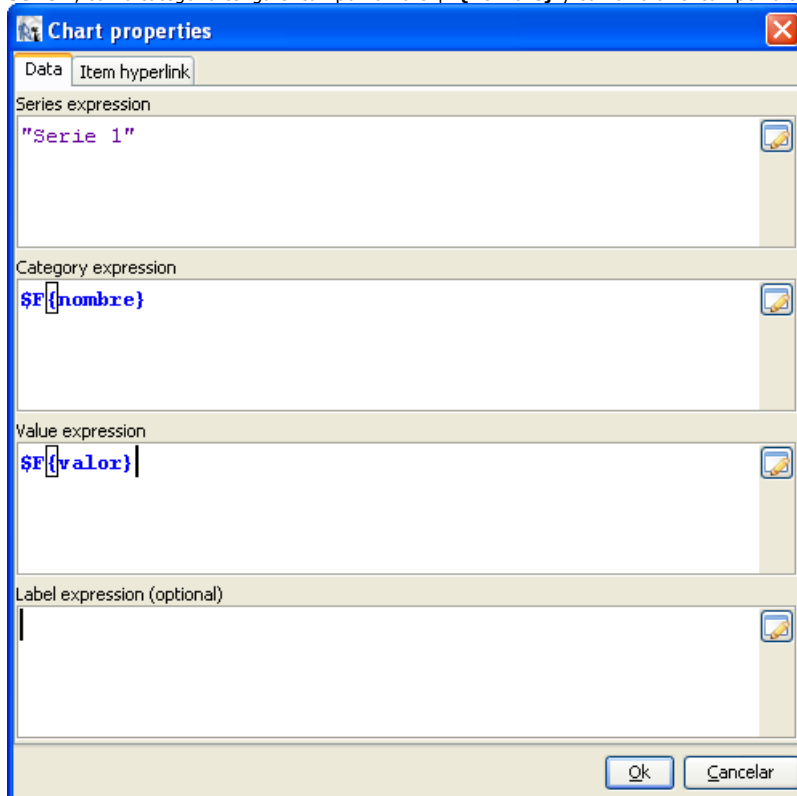 Chart properties
Data Item hyperlink
Series expression
"Serie 1"
Category expression
$F{nombre}
Value expression
$F{valor}
Label expression (optional)
Ok Cancelar